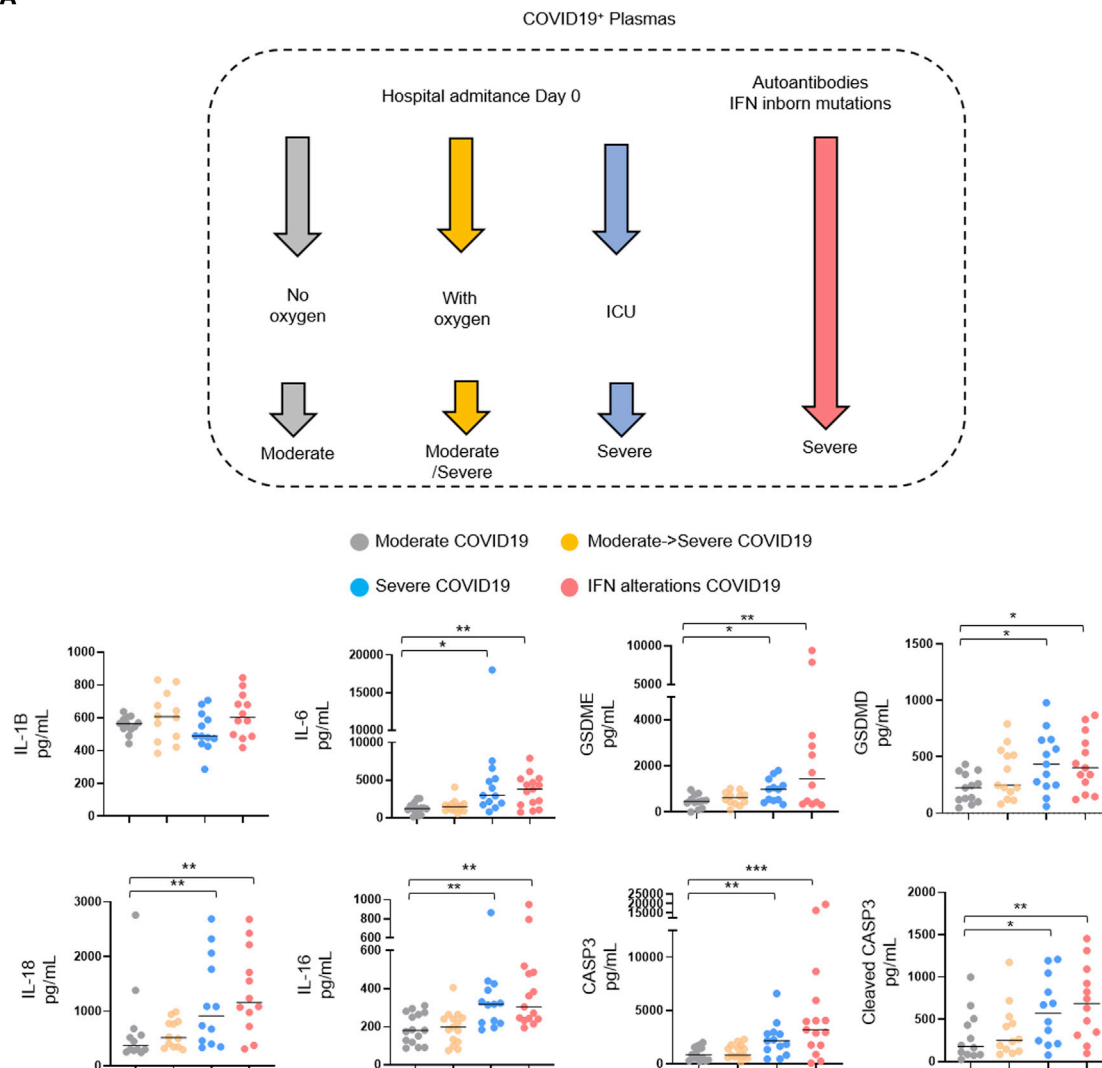 A
COVID19⁺ Plasmas
Hospital admitance Day 0
Autoantibodies
IFN inborn mutations
No
oxygen
With
oxygen
ICU
Moderate
Moderate
/Severe
Severe
Severe
Moderate COVID19
Moderate->Severe COVID19
Severe COVID19
IFN alterations COVID19
IL-1B
pg/mL
1000
800
600
400
200
0
IL-6
pg/mL
**
*
20000
15000
10000
10000
5000
0
GSDME
pg/mL
**
*
10000
5000
4000
2000
0
GSDMD
pg/mL
*
*
1500
1000
500
0
IL-18
pg/mL
**
**
3000
2000
1000
0
IL-16
pg/mL
**
**
1000
800
600
600
400
200
0
CASP3
pg/mL
***
**
25000
20000
15000
10000
5000
0
Cleaved CASP3
pg/mL
**
*
2000
1500
1000
500
0